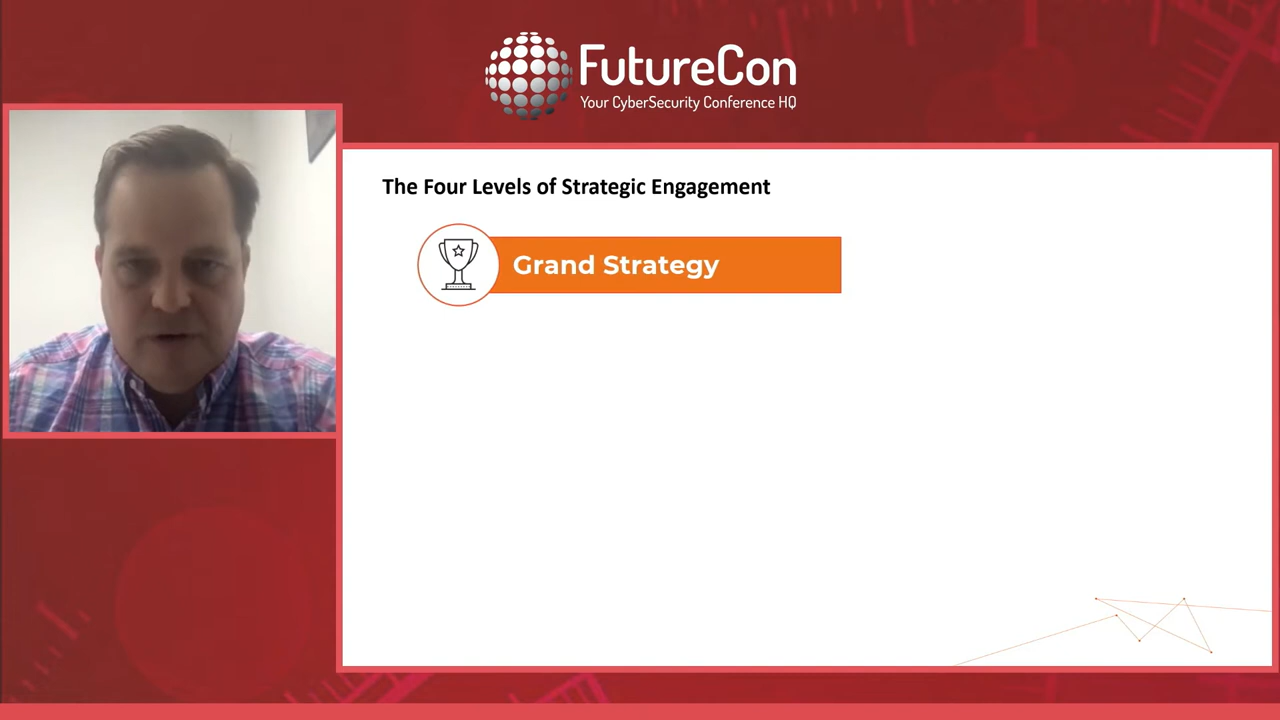 FutureCon
Your CyberSecurity Conference HQ
The Four Levels of Strategic Engagement
Grand Strategy